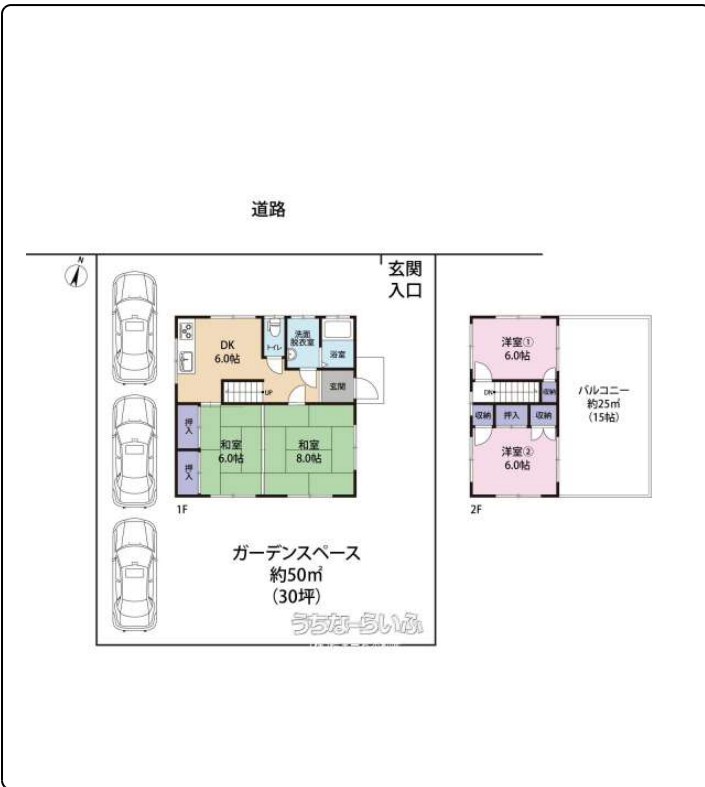 道路
N
玄関
入口
DK
6.0帖
トイレ
洗面
脱衣室
浴室
玄関
UP
押入
押入
和室
6.0帖
和室
8.0帖
1F
ガーデンスペース
約50㎡
(30坪)
うちなーらいふ
洋室①
6.0帖
DN
収納
収納
押入
収納
洋室②
6.0帖
バルコニー
約25㎡
(15帖)
2F